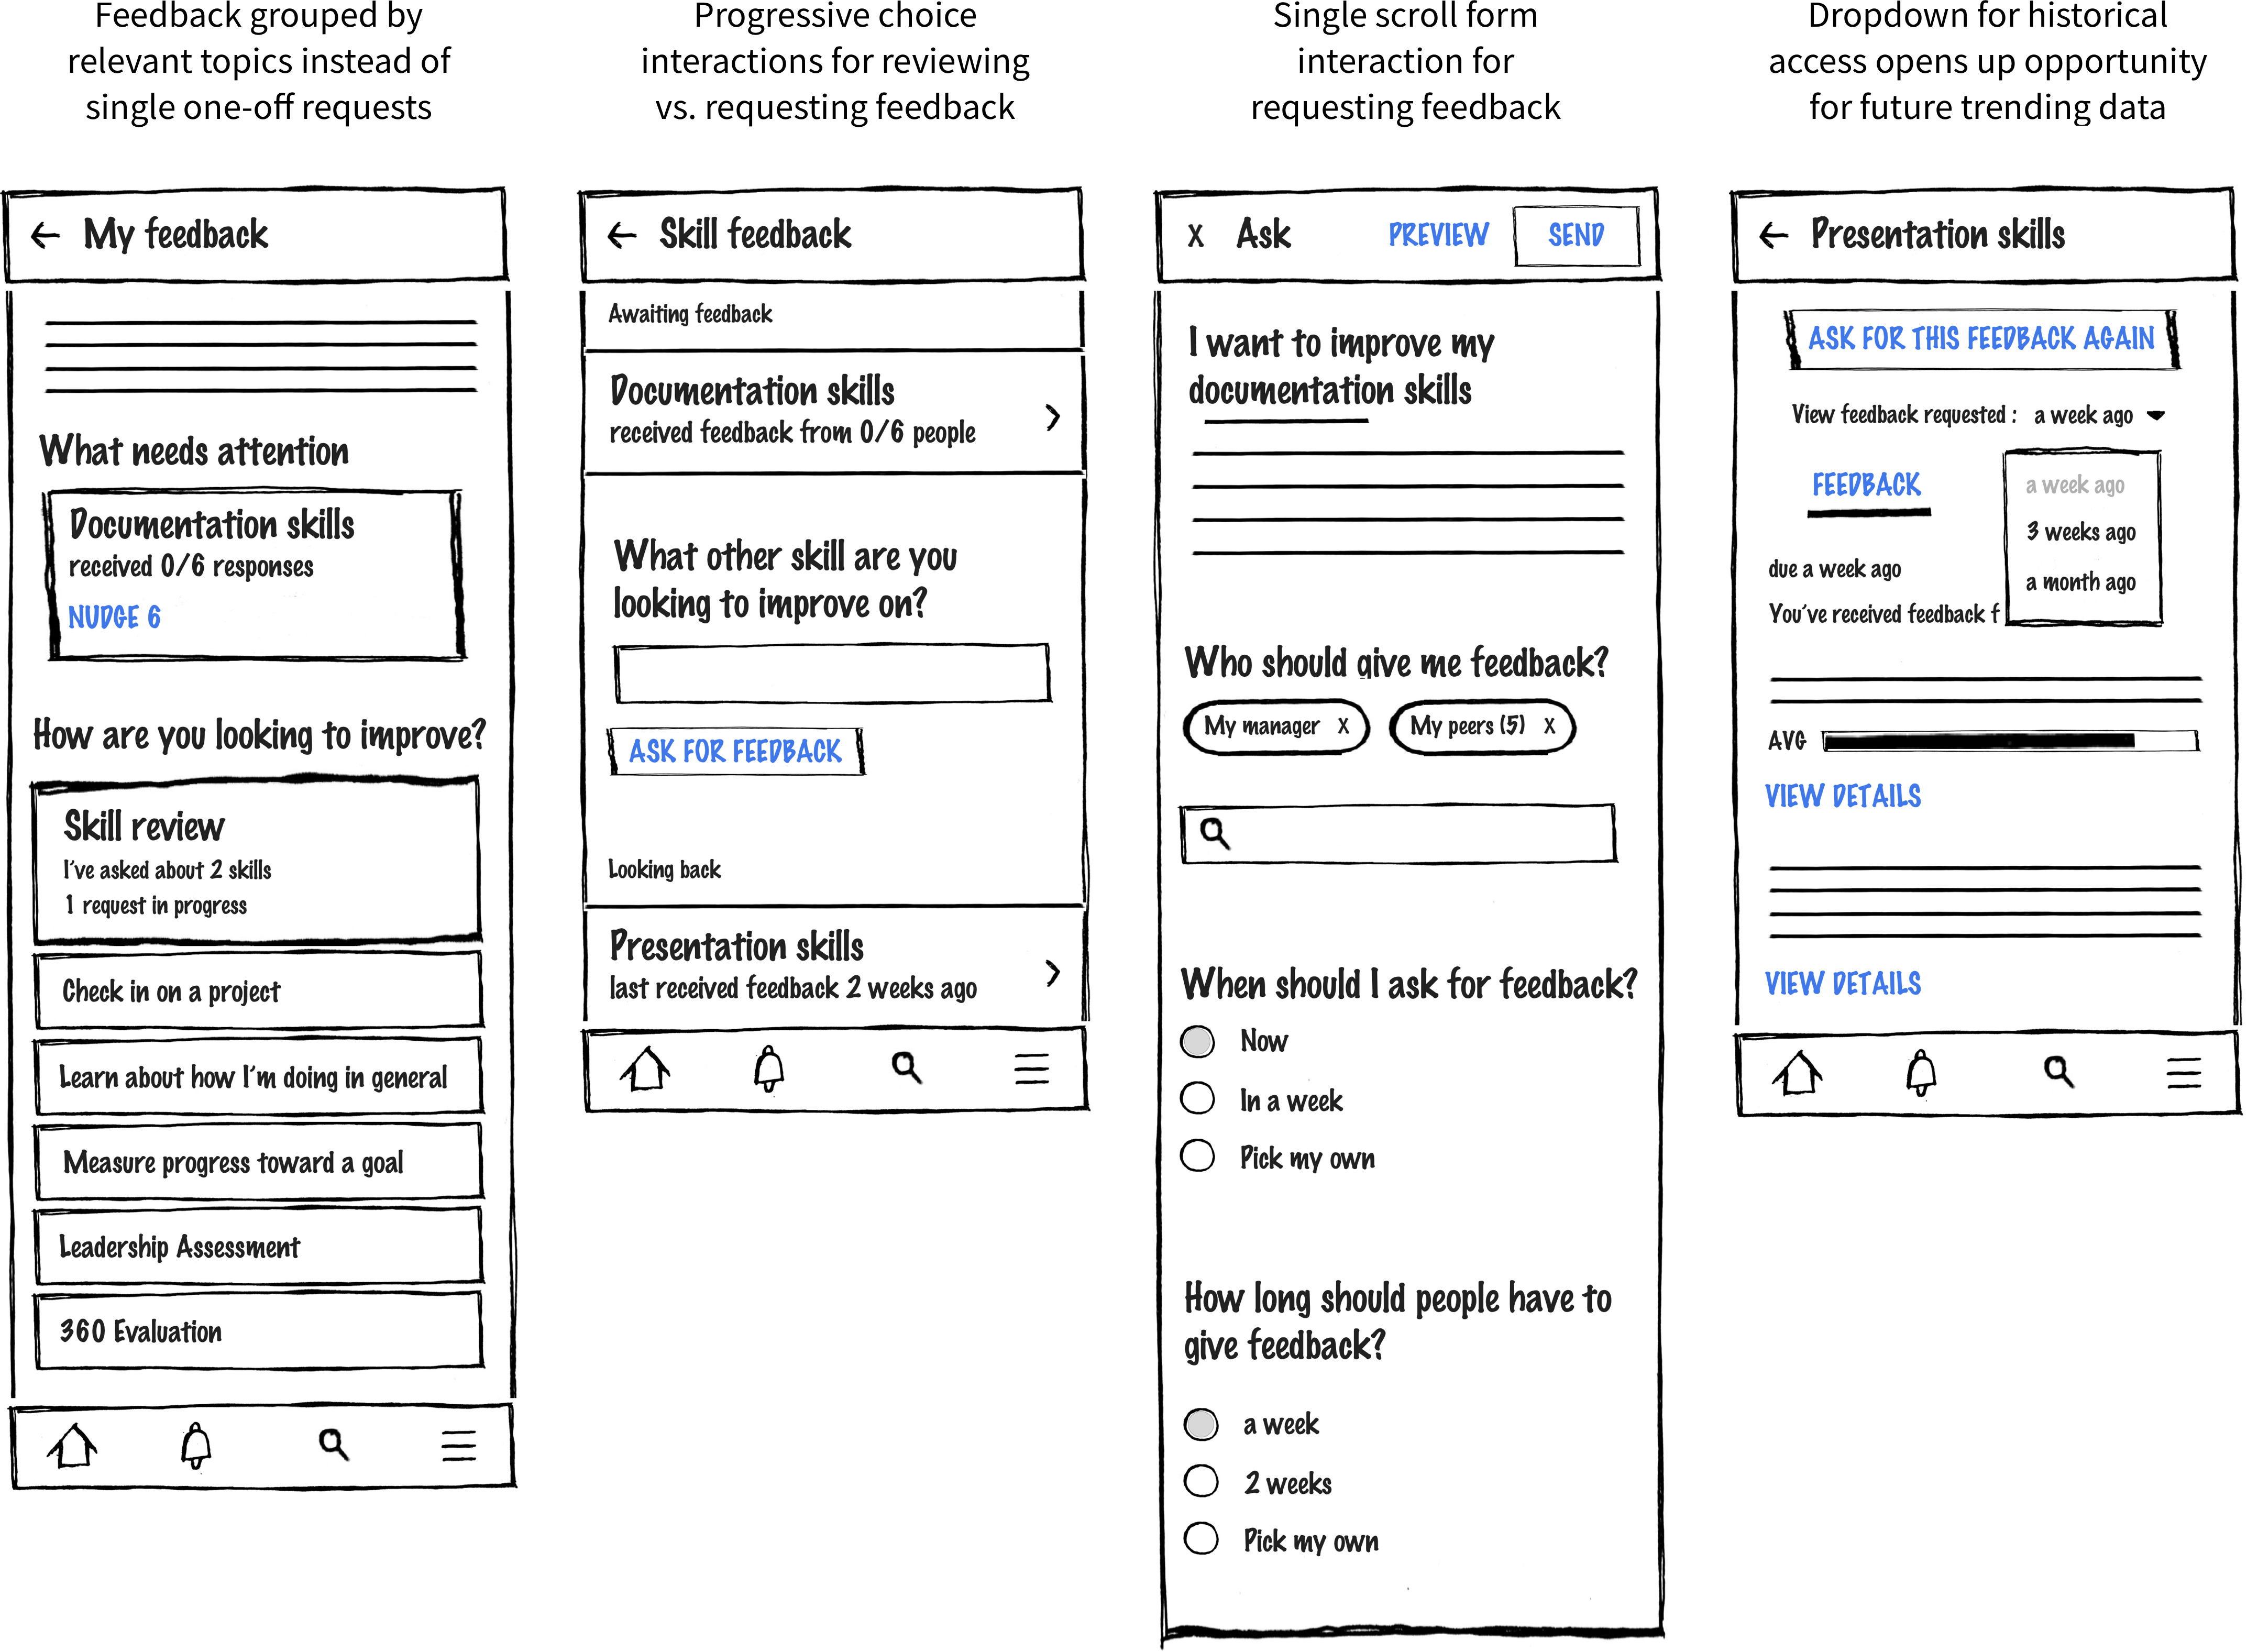 Feedback grouped by
relevant topics instead of
single one-off requests
My feedback
What needs attention
Documentation skills
received 0/6 responses
NUDGE 6
How are you looking to improve?
Skill review
I've asked about 2 skills
1 request in progress
Check in on a project
Learn about how I'm doing in general
Measure progress toward a goal
Leadership Assessment
360 Evaluation
Progressive choice
interactions for reviewing
vs. requesting feedback
Skill feedback
Awaiting feedback
Documentation skills
received feedback from 0/6 people
What other skill are you
looking to improve on?
ASK FOR FEEDBACK
Looking back
Presentation skills
last received feedback 2 weeks ago
Single scroll form
interaction for
requesting feedback
X Ask PREVIEW SEND
I want to improve my
documentation skills
Who should give me feedback?
My manager X My peers (5) X
When should I ask for feedback?
Now
In a week
Pick my own
How long should people have to
give feedback?
a week
2 weeks
Pick my own
Dropdown for historical
access opens up opportunity
for future trending data
Presentation skills
ASK FOR THIS FEEDBACK AGAIN
View feedback requested : a week ago
FEEDBACK
a week ago
3 weeks ago
a month ago
due a week ago
You've received feedback f
AVG
VIEW DETAILS
VIEW DETAILS